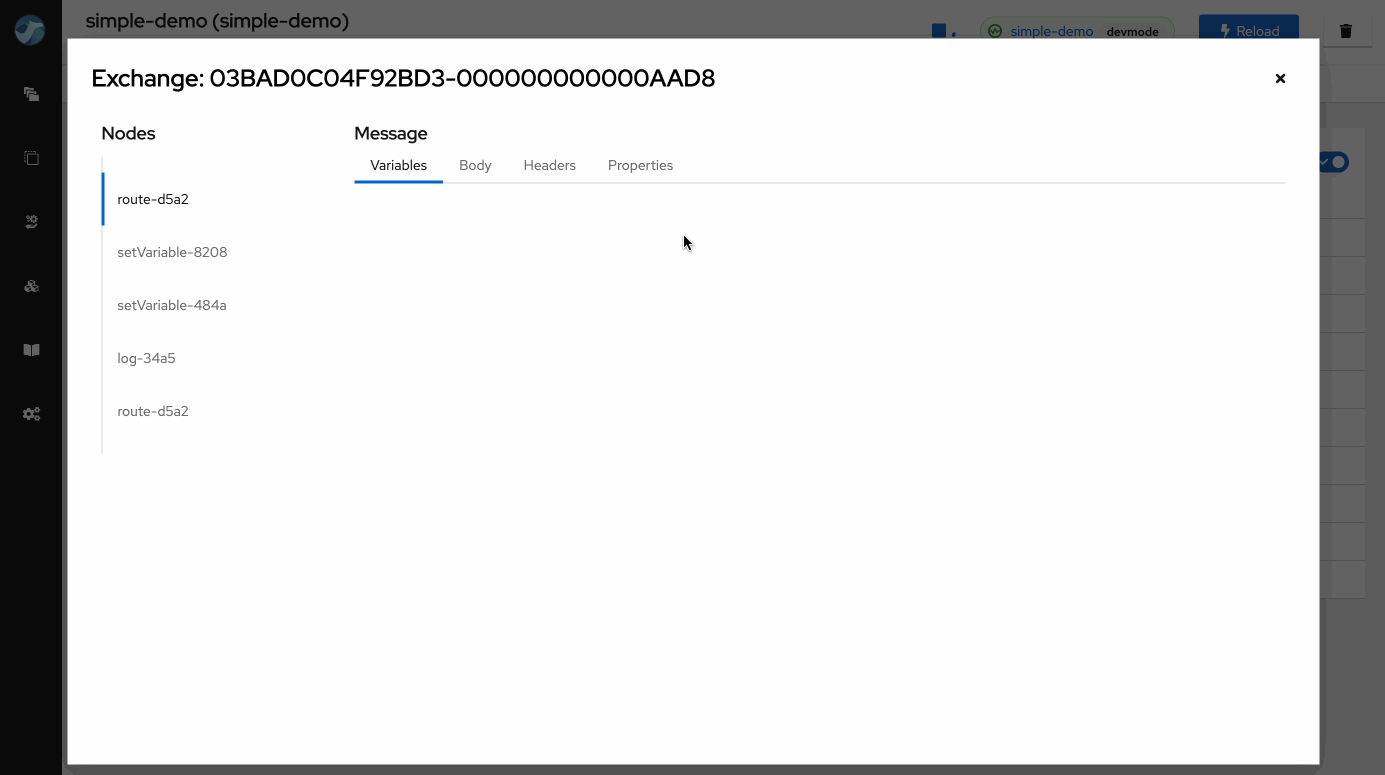 simple-demo (simple-demo)
simple-demo devmode
Reload
Exchange: 03BAD0C04F92BD3-000000000000AAD8
Nodes
route-d5a2
setVariable-8208
setVariable-484a
log-34a5
route-d5a2
Message
Variables Body Headers Properties